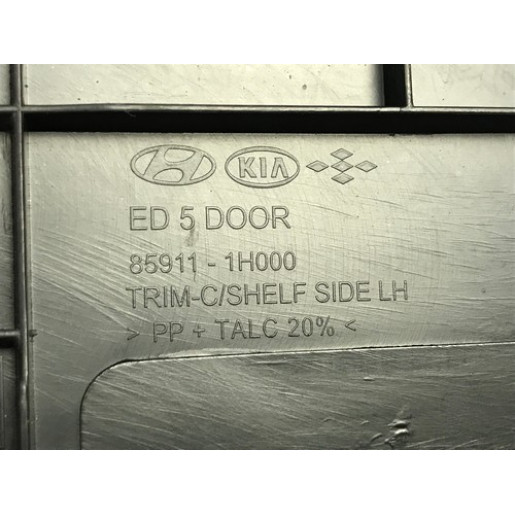 KIA
ED 5 DOOR
85911 - 1H000
TRIM-C/SHELF SIDE LH
> PP + TALC 20% <